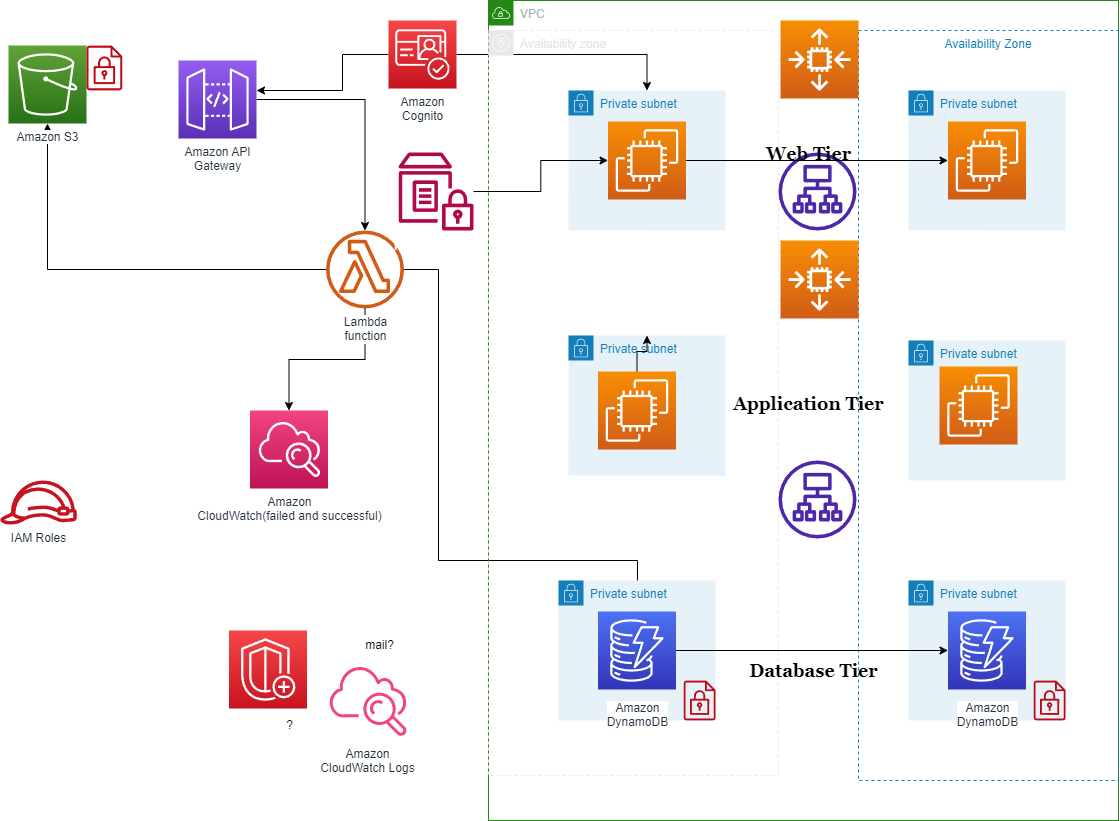 VPC
Availability zone
Availability Zone
Amazon S3
Amazon API
Gateway
Amazon
Cognito
Private subnet
Private subnet
Web Tier
Lambda
function
Private subnet
Private subnet
Application Tier
Amazon
CloudWatch(failed and successful)
IAM Roles
Private subnet
Private subnet
mail?
Database Tier
?
Amazon
DynamoDB
Amazon
DynamoDB
Amazon
CloudWatch Logs